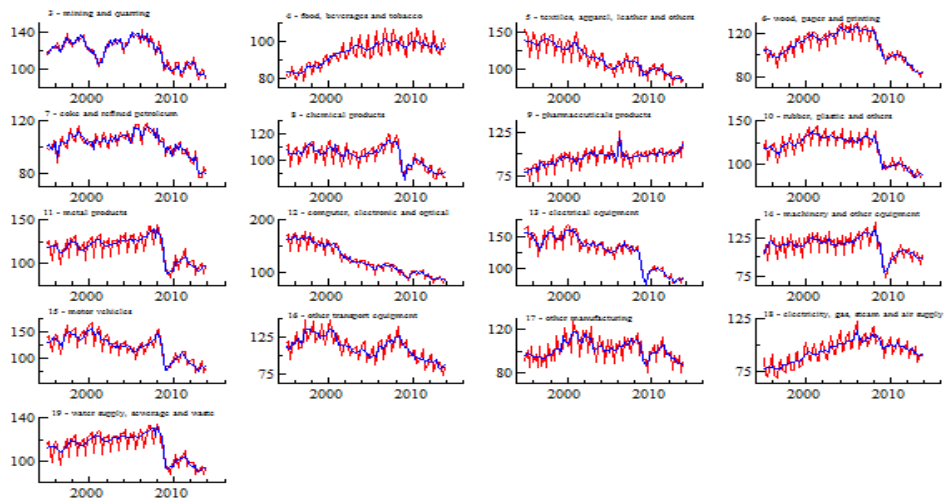 3 - mining and quarrying
4 - food, beverages and tobacco
5 - textiles, apparel, leather and others
6- wood, paper and printing
140
100
2000 2010
100
80
2000 2010
150
100
2000 2010
120
80
2000 2010
7 - coke and refined petroleum
8 - chemical products
9 - pharmaceuticals products
10 - rubber, plastic and others
120
80
2000 2010
120
100
2000 2010
75
2000 2010
150
100
2000 2010
11 - metal products
12 - computer, electronic and optical
13 - electrical equipment
14 - machinery and other equipment
150
100
2000 2010
200
100
2000 2010
150
100
2000 2010
125
75
2000 2010
15 - motor vehicles
16 - other transport equipment
17 - other manufacturing
18 - electricity, gas, steam and air supply
150
100
2000 2010
125
75
2000 2010
120
80
2000 2010
125
75
2000 2010
19 - water supply, sewerage and waste
140
100
2000 2010